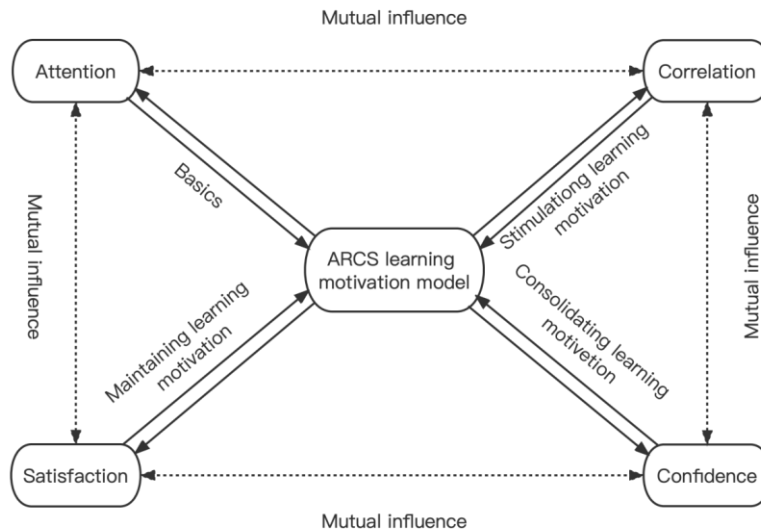 Mutual influence
Attention
Correlation
Basics
Stimulationg learning
motivation
Mutual influence
ARCS learning
motivation model
Mutual influence
Maintaining learning
motivation
Consolidating learning
motivetion
Satisfaction
Confidence
Mutual influence